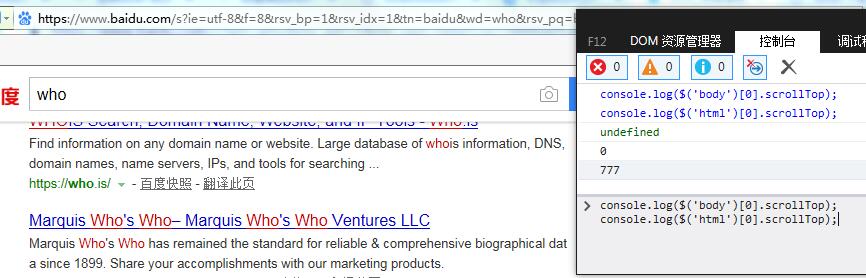 https://www.baidu.com/s?ie=utf-8&f=8&rsv_bp=1&rsv_idx=1&tn=baidu&wd=who&rsv_pq=
度
who
WHOIS Search, Domain Name, Website, and IP Tools - Who.is
Find information on any domain name or website. Large database of whois information, DNS,
domain names, name servers, IPs, and tools for searching ...
https://who.is/ - 百度快照 - 翻译此页
Marquis Who's Who– Marquis Who's Who Ventures LLC
Marquis Who's Who has remained the standard for reliable & comprehensive biographical dat
a since 1899. Share your accomplishments with our marketing products.
F12 DOM 资源管理器 控制台 调试程
0 0 0
console.log($('body')[0].scrollTop);
console.log($('html')[0].scrollTop);
undefined
0
777
console.log($('body')[0].scrollTop);
console.log($('html')[0].scrollTop);